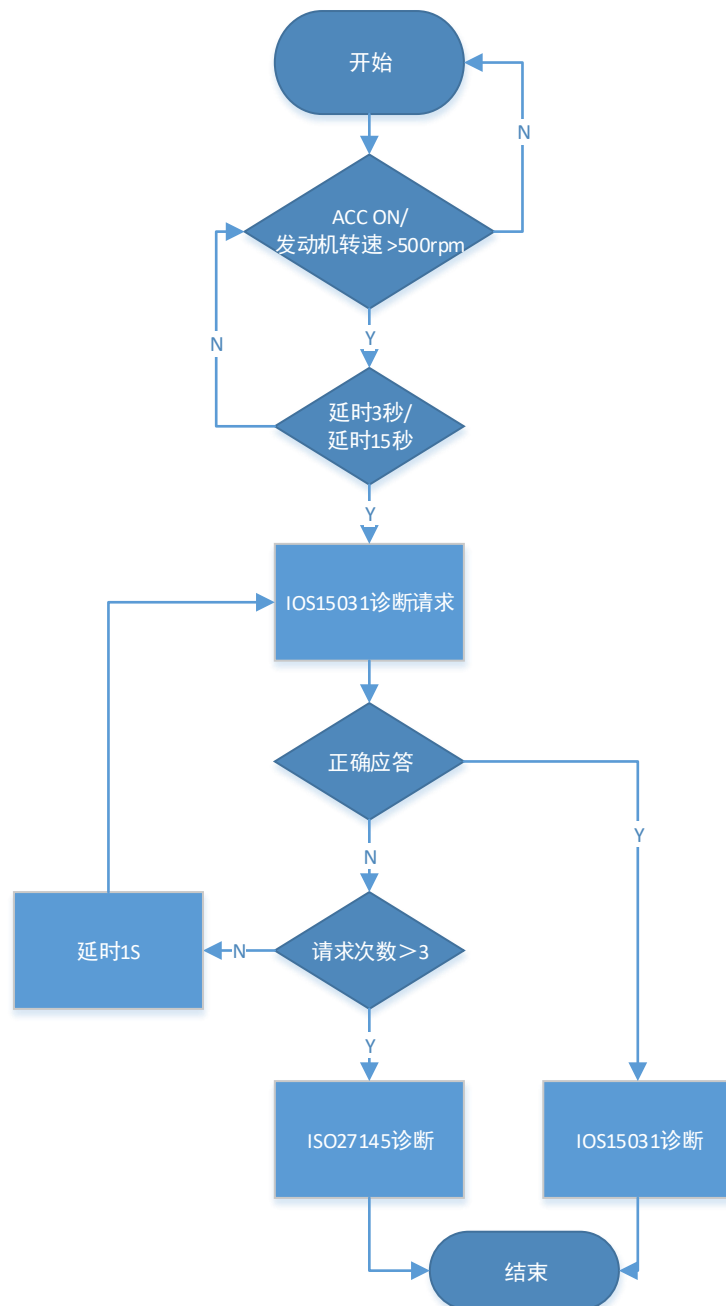 开始
N
ACC ON/
发动机转速 >500rpm
Y
N
延时3秒/
延时15秒
Y
IOS15031诊断请求
正确应答
Y
N
延时1S
N
请求次数＞3
Y
ISO27145诊断
IOS15031诊断
结束